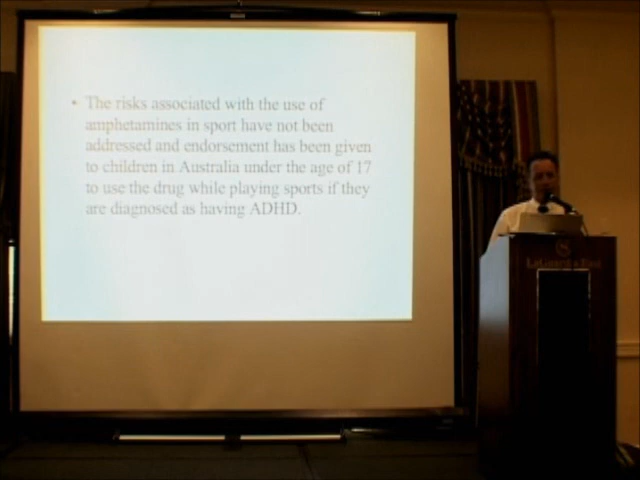 • The risks associated with the use of
amphetamines in sport have not been
addressed and endorsement has been given
to children in Australia under the age of 17
to use the drug while playing sports if they
are diagnosed as having ADHD.
LaGuardia East